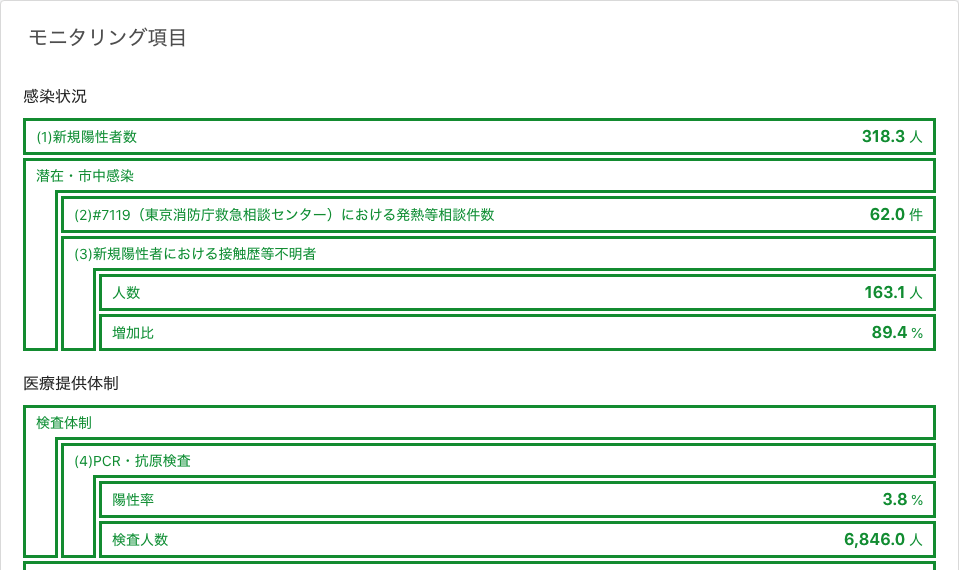 モニタリング項目
感染状況
(1)新規陽性者数 318.3 人
潜在・市中感染
(2)#7119（東京消防庁救急相談センター）における発熱等相談件数 62.0 件
(3)新規陽性者における接触歴等不明者
人数 163.1 人
増加比 89.4 %
医療提供体制
検査体制
(4)PCR・抗原検査
陽性率 3.8 %
検査人数 6,846.0 人